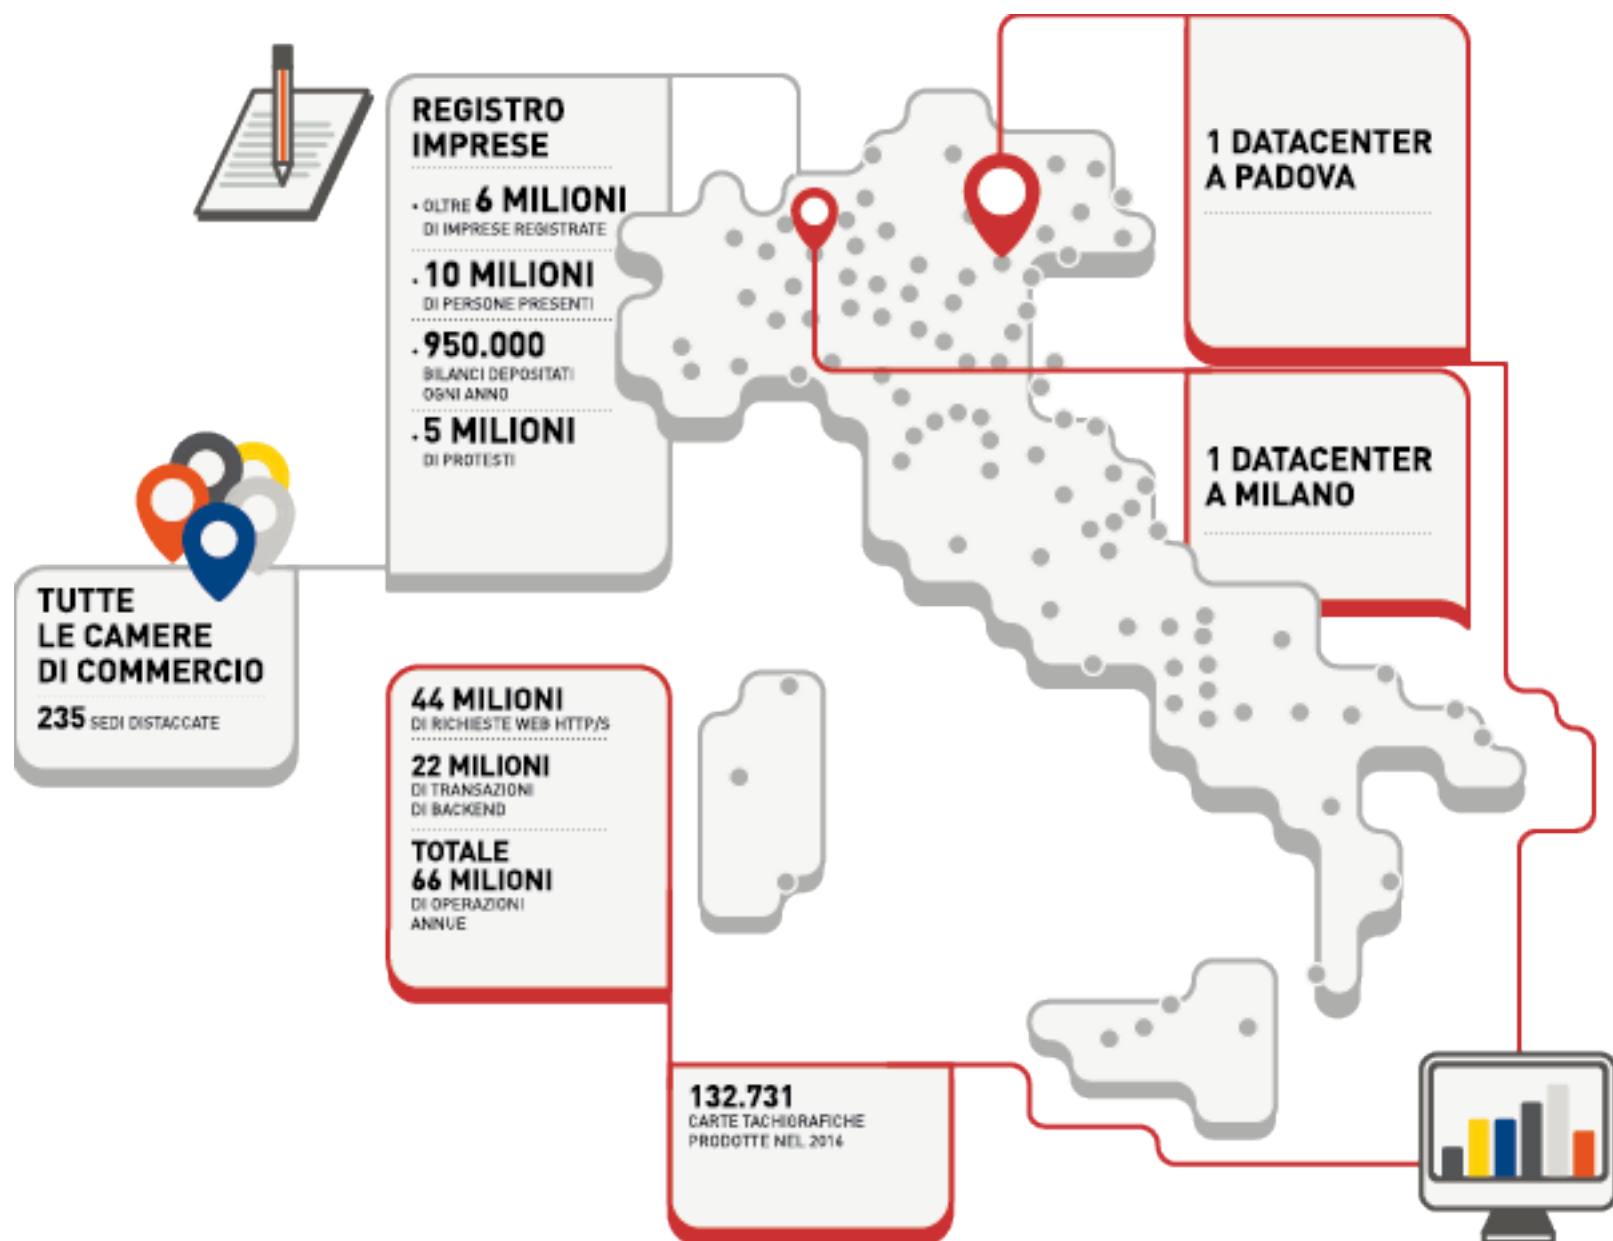 REGISTRO
IMPRESE
• OLTRE 6 MILIONI
DI IMPRESE REGISTRATE
• 10 MILIONI
DI PERSONE PRESENTI
• 950.000
BILANCI DEPOSITATI
OGNI ANNO
• 5 MILIONI
DI PROTESTI
1 DATACENTER
A PADOVA
1 DATACENTER
A MILANO
TUTTE
LE CAMERE
DI COMMERCIO
235 SEDI DISTACCATE
44 MILIONI
DI RICHIESTE WEB HTTP/S
22 MILIONI
DI TRANSAZIONI
DI BACKEND
TOTALE
66 MILIONI
DI OPERAZIONI
ANNUE
132.731
CARTE TACHIGRAFICHE
PRODOTTE NEL 2016